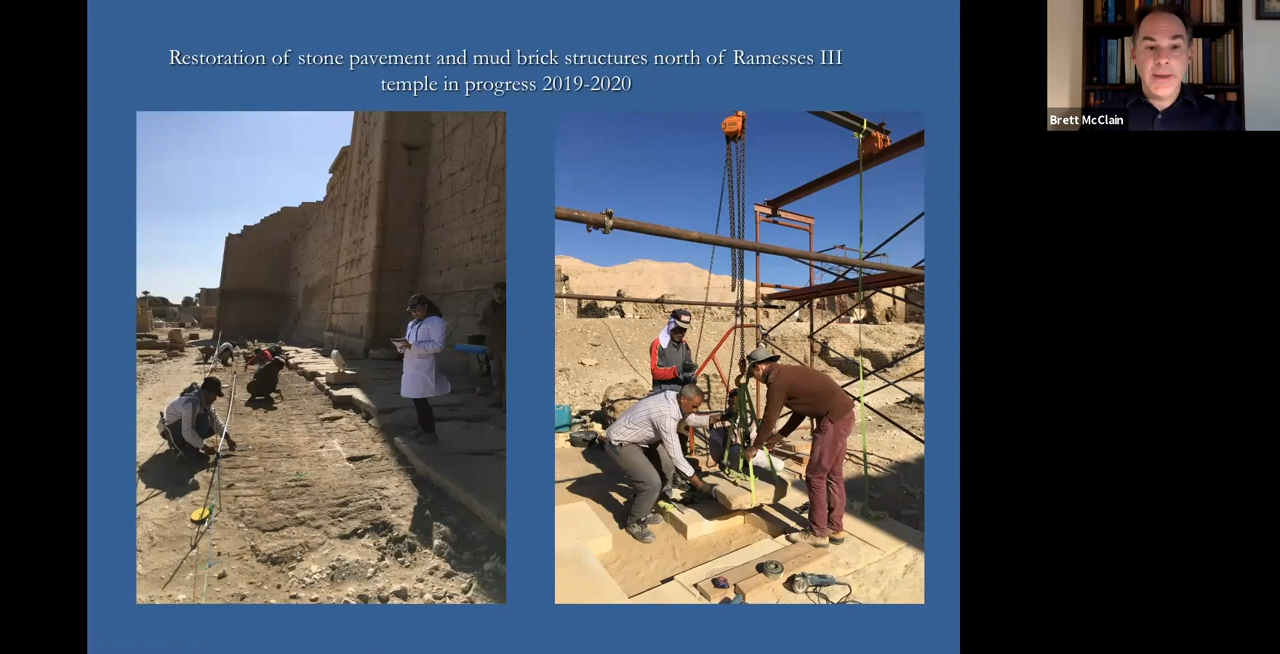 Restoration of stone pavement and mud brick structures north of Ramesses III
temple in progress 2019-2020
Brett McClain